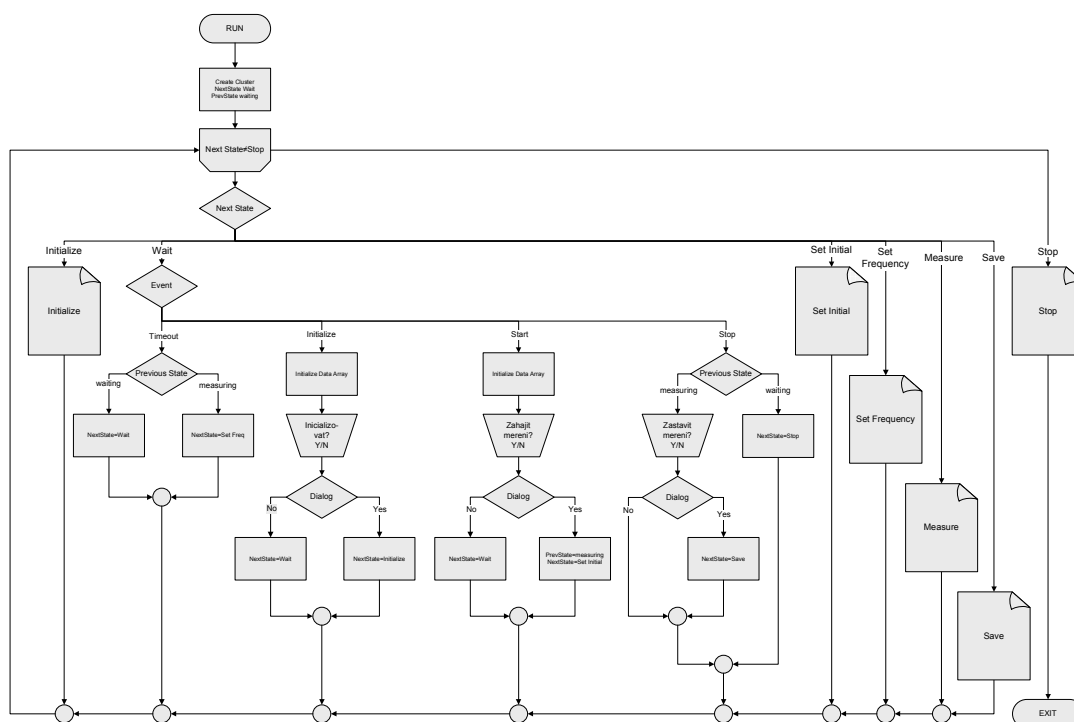 RUN
Create Cluster
NextState Wait
PrevState waiting
Next State≠Stop
Next State
Initialize
Wait
Set Initial
Set
Frequency
Measure
Save
Stop
Initialize
Event
Set Initial
Stop
Timeout
Initialize
Start
Stop
Previous State
waiting
measuring
Initialize Data Array
Initialize Data Array
Previous State
measuring
waiting
Set Frequency
NextState=Wait
NextState=Set Freq
Inicializo-
vat?
Y/N
Zahajit
mereni?
Y/N
Zastavit
mereni?
Y/N
NextState=Stop
Dialog
No
Yes
Dialog
No
Yes
Dialog
No
Yes
Measure
NextState=Wait
NextState=Initialize
NextState=Wait
PrevState=measuring
NextState=Set Initial
NextState=Save
Save
EXIT